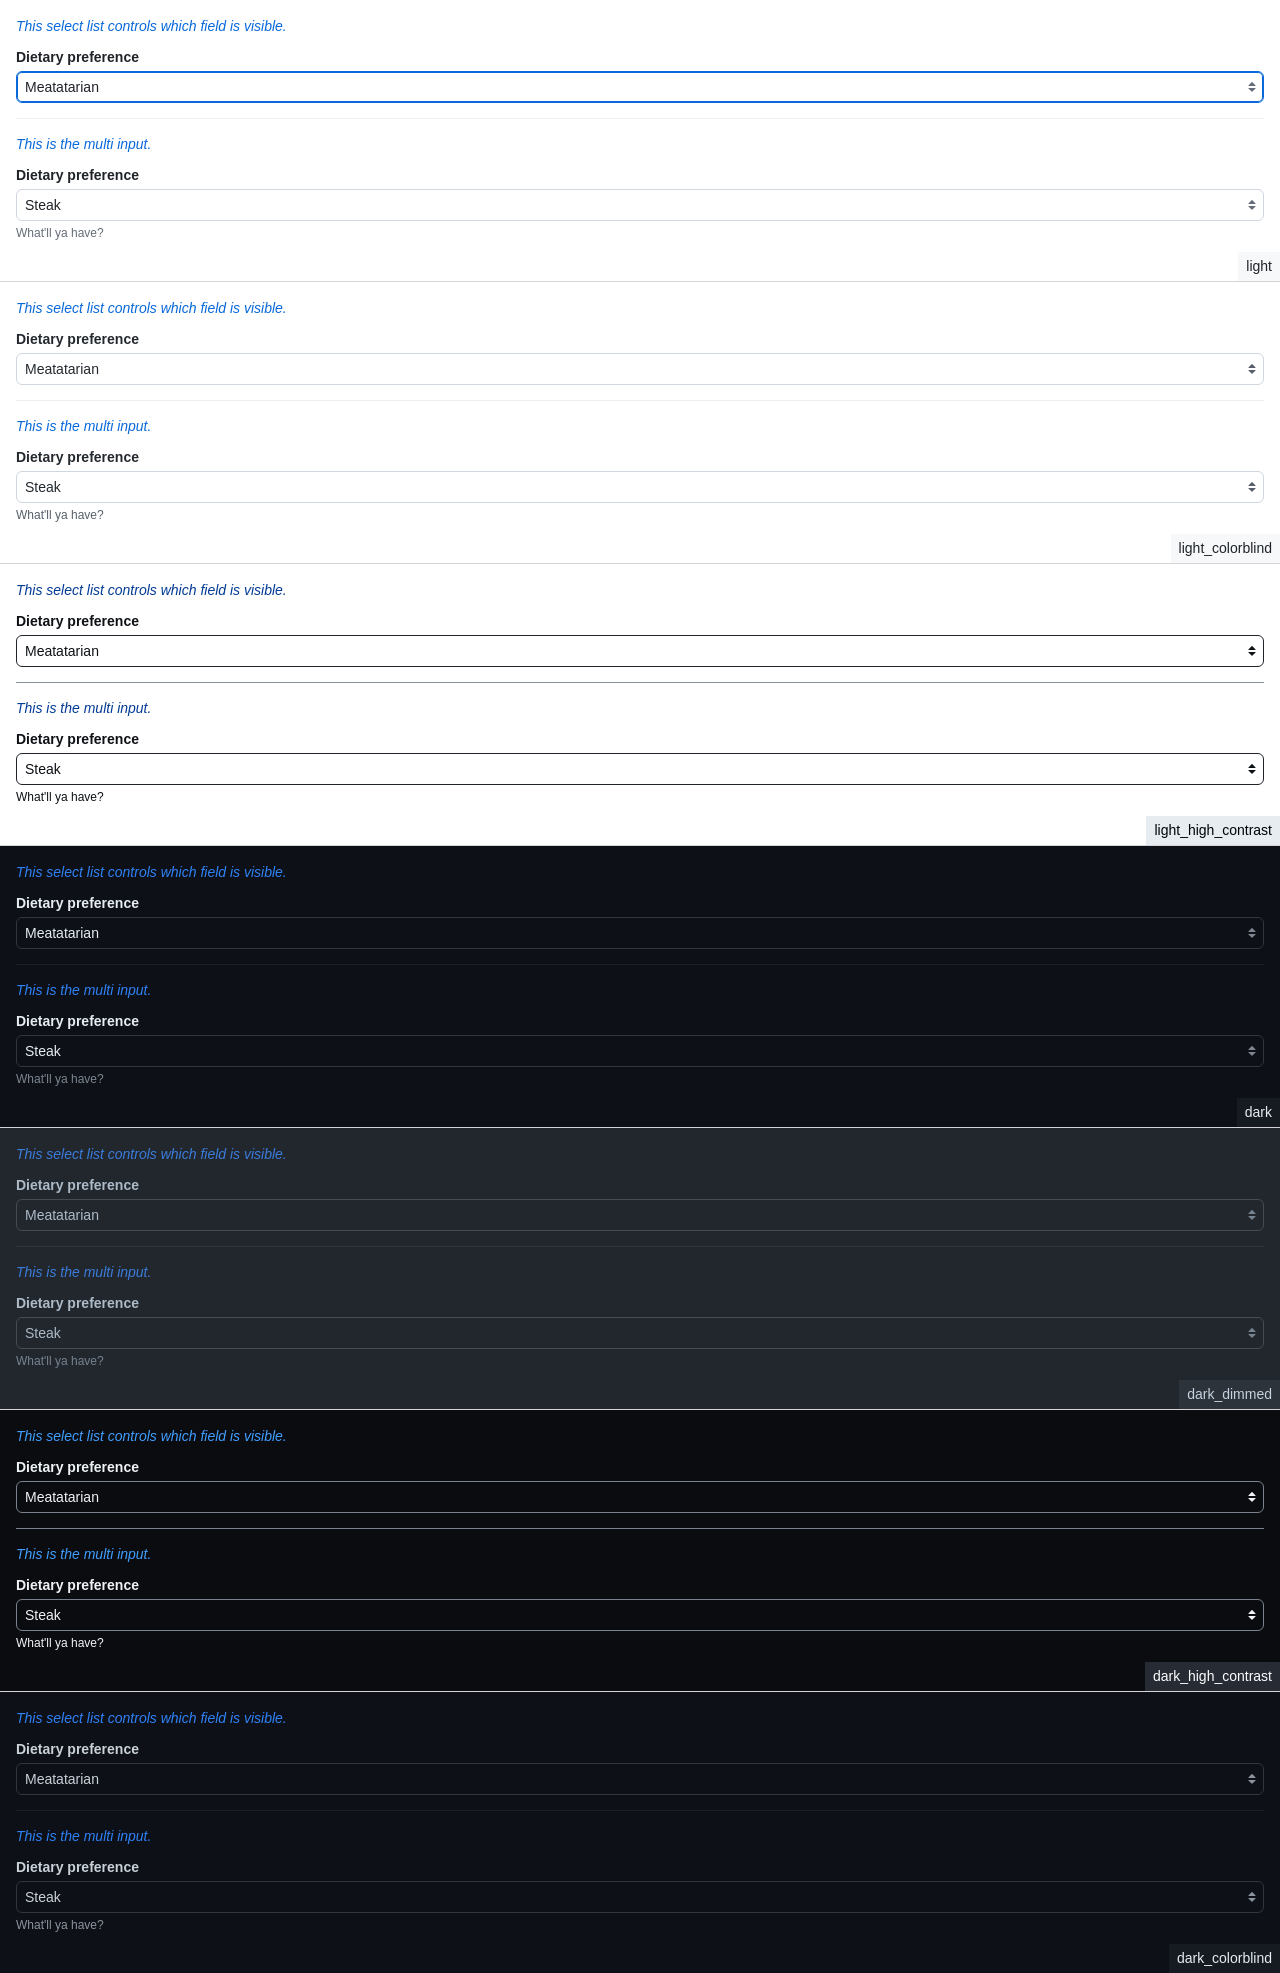 This select list controls which field is visible.
Dietary preference
Meatatarian
This is the multi input.
Dietary preference
Steak
What'll ya have?
light
This select list controls which field is visible.
Dietary preference
Meatatarian
This is the multi input.
Dietary preference
Steak
What'll ya have?
light_colorblind
This select list controls which field is visible.
Dietary preference
Meatatarian
This is the multi input.
Dietary preference
Steak
What'll ya have?
light_high_contrast
This select list controls which field is visible.
Dietary preference
Meatatarian
This is the multi input.
Dietary preference
Steak
What'll ya have?
dark
This select list controls which field is visible.
Dietary preference
Meatatarian
This is the multi input.
Dietary preference
Steak
What'll ya have?
dark_dimmed
This select list controls which field is visible.
Dietary preference
Meatatarian
This is the multi input.
Dietary preference
Steak
What'll ya have?
dark_high_contrast
This select list controls which field is visible.
Dietary preference
Meatatarian
This is the multi input.
Dietary preference
Steak
What'll ya have?
dark_colorblind